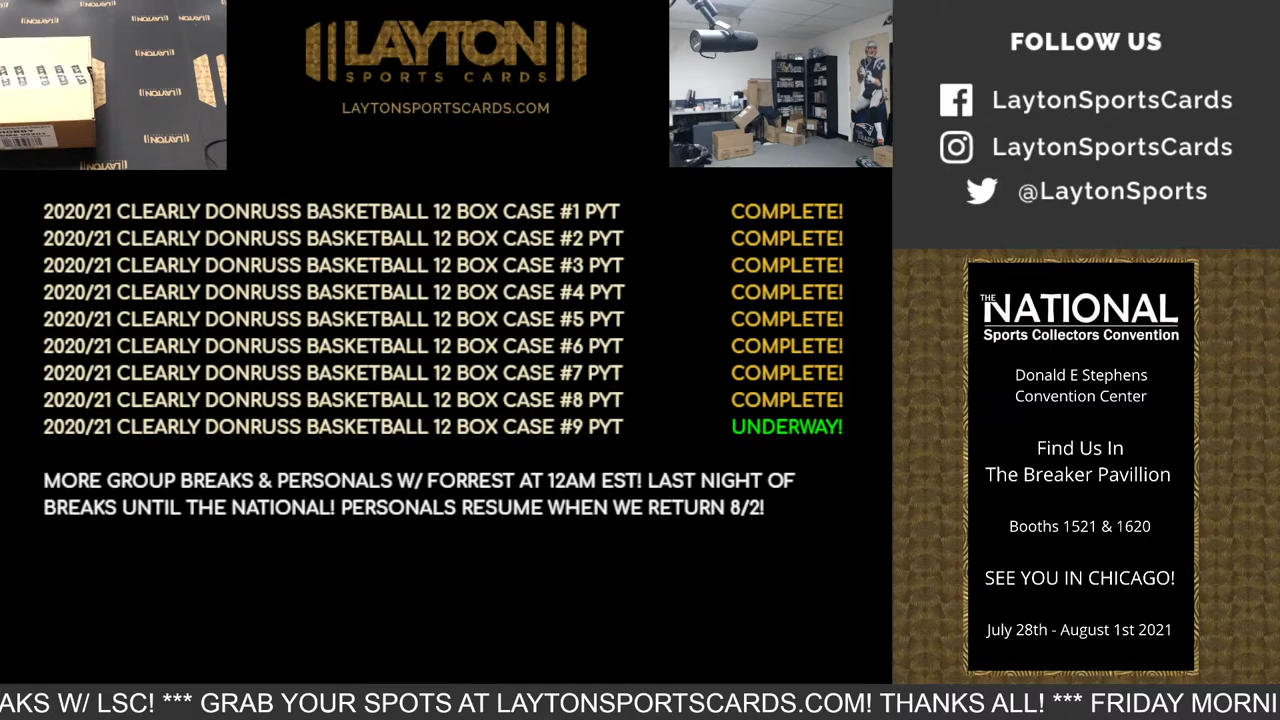 LAYTON
SPORTS CARDS
LAYTONSPORTSCARDS.COM
2020/21 CLEARLY DONRUSS BASKETBALL 12 BOX CASE #1 PYT COMPLETE!
2020/21 CLEARLY DONRUSS BASKETBALL 12 BOX CASE #2 PYT COMPLETE!
2020/21 CLEARLY DONRUSS BASKETBALL 12 BOX CASE #3 PYT COMPLETE!
2020/21 CLEARLY DONRUSS BASKETBALL 12 BOX CASE #4 PYT COMPLETE!
2020/21 CLEARLY DONRUSS BASKETBALL 12 BOX CASE #5 PYT COMPLETE!
2020/21 CLEARLY DONRUSS BASKETBALL 12 BOX CASE #6 PYT COMPLETE!
2020/21 CLEARLY DONRUSS BASKETBALL 12 BOX CASE #7 PYT COMPLETE!
2020/21 CLEARLY DONRUSS BASKETBALL 12 BOX CASE #8 PYT COMPLETE!
2020/21 CLEARLY DONRUSS BASKETBALL 12 BOX CASE #9 PYT UNDERWAY!
MORE GROUP BREAKS & PERSONALS W/ FORREST AT 12AM EST! LAST NIGHT OF
BREAKS UNTIL THE NATIONAL! PERSONALS RESUME WHEN WE RETURN 8/2!
FOLLOW US
LaytonSportsCards
LaytonSportsCards
@LaytonSports
THE NATIONAL
Sports Collectors Convention
Donald E Stephens
Convention Center
Find Us In
The Breaker Pavillion
Booths 1521 & 1620
SEE YOU IN CHICAGO!
July 28th - August 1st 2021
AKS W/ LSC! *** GRAB YOUR SPOTS AT LAYTONSPORTSCARDS.COM! THANKS ALL! *** FRIDAY MORNI